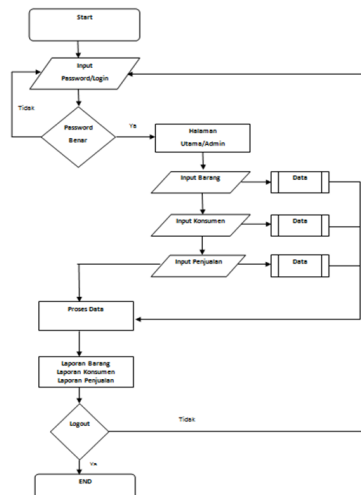 Start
Input
Password/Login
Tidak
Password
Benar
Ya
Halaman
Utama/Admin
Input Barang
Data
Input Konsumen
Data
Input Penjualan
Data
Proses Data
Laporan Barang
Laporan Konsumen
Laporan Penjualan
Logout
Tidak
Ya
END